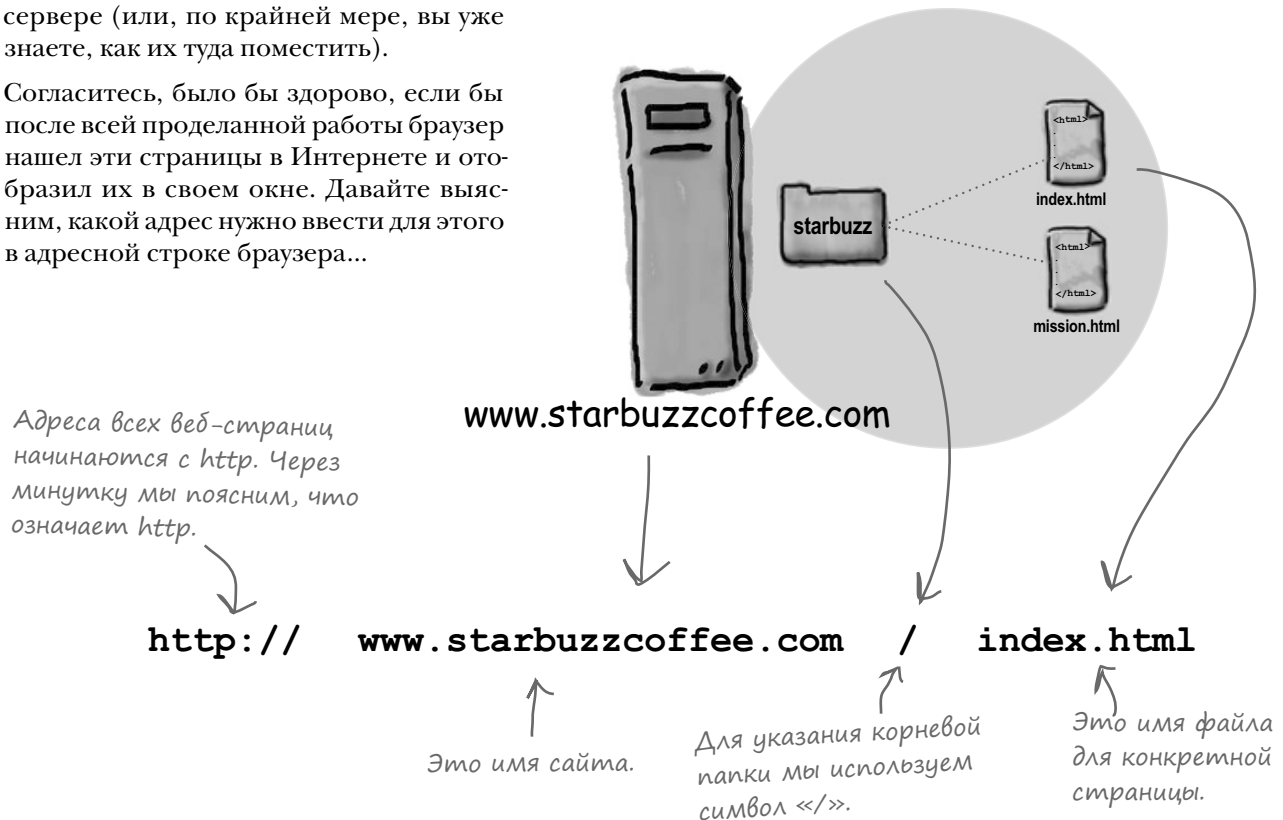 сервере (или, по крайней мере, вы уже
знаете, как их туда поместить).
Согласитесь, было бы здорово, если бы
после всей проделанной работы браузер
нашел эти страницы в Интернете и ото-
бразил их в своем окне. Давайте выяс-
ним, какой адрес нужно ввести для этого
в адресной строке браузера...
starbuzz
<html>
.
.
</html>
index.html
<html>
.
.
</html>
mission.html
www.starbuzzcoffee.com
Адреса всех веб-страниц
начинаются с http. Через
минутку мы поясним, что
означает http.
http:// www.starbuzzcoffee.com / index.html
Это имя сайта.
Для указания корневой
папки мы используем
символ «/».
Это имя файла
для конкретной
страницы.